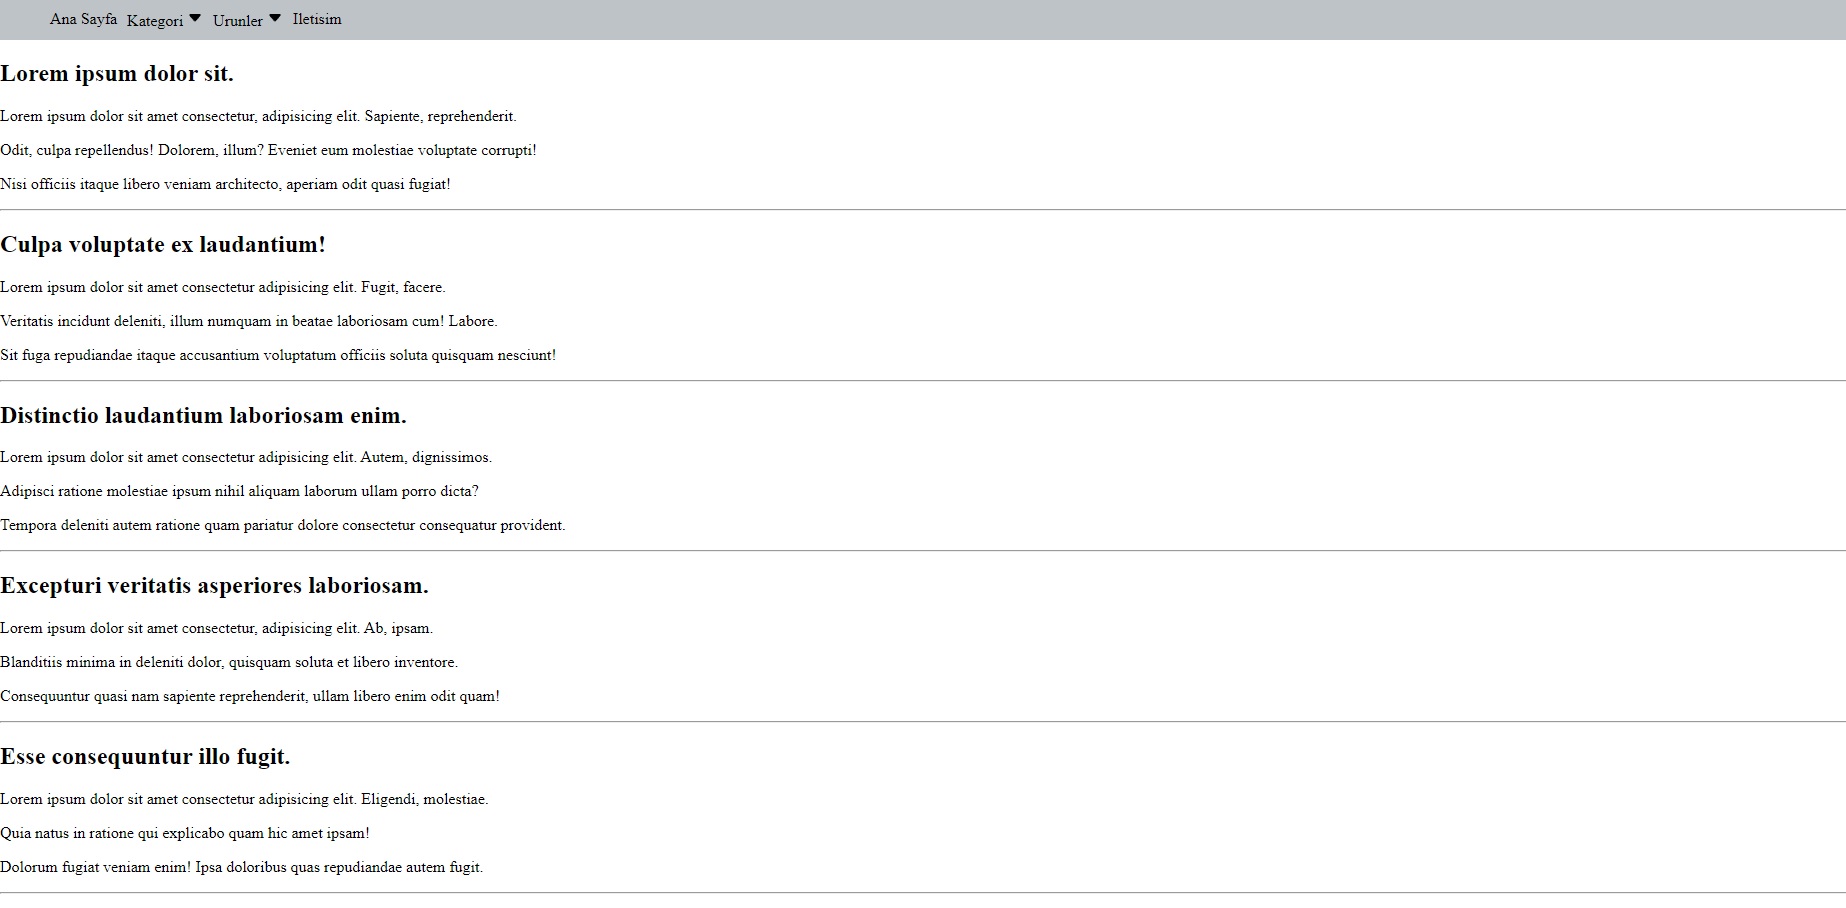 Ana Sayfa Kategori Urunler Iletisim
Lorem ipsum dolor sit.
Lorem ipsum dolor sit amet consectetur, adipisicing elit. Sapiente, reprehenderit.
Odit, culpa repellendus! Dolorem, illum? Eveniet eum molestiae voluptate corrupti!
Nisi officiis itaque libero veniam architecto, aperiam odit quasi fugiat!
Culpa voluptate ex laudantium!
Lorem ipsum dolor sit amet consectetur adipisicing elit. Fugit, facere.
Veritatis incidunt deleniti, illum numquam in beatae laboriosam cum! Labore.
Sit fuga repudiandae itaque accusantium voluptatum officiis soluta quisquam nesciunt!
Distinctio laudantium laboriosam enim.
Lorem ipsum dolor sit amet consectetur adipisicing elit. Autem, dignissimos.
Adipisci ratione molestiae ipsum nihil aliquam laborum ullam porro dicta?
Tempora deleniti autem ratione quam pariatur dolore consectetur consequatur provident.
Excepturi veritatis asperiores laboriosam.
Lorem ipsum dolor sit amet consectetur, adipisicing elit. Ab, ipsam.
Blanditiis minima in deleniti dolor, quisquam soluta et libero inventore.
Consequuntur quasi nam sapiente reprehenderit, ullam libero enim odit quam!
Esse consequuntur illo fugit.
Lorem ipsum dolor sit amet consectetur adipisicing elit. Eligendi, molestiae.
Quia natus in ratione qui explicabo quam hic amet ipsam!
Dolorum fugiat veniam enim! Ipsa doloribus quas repudiandae autem fugit.